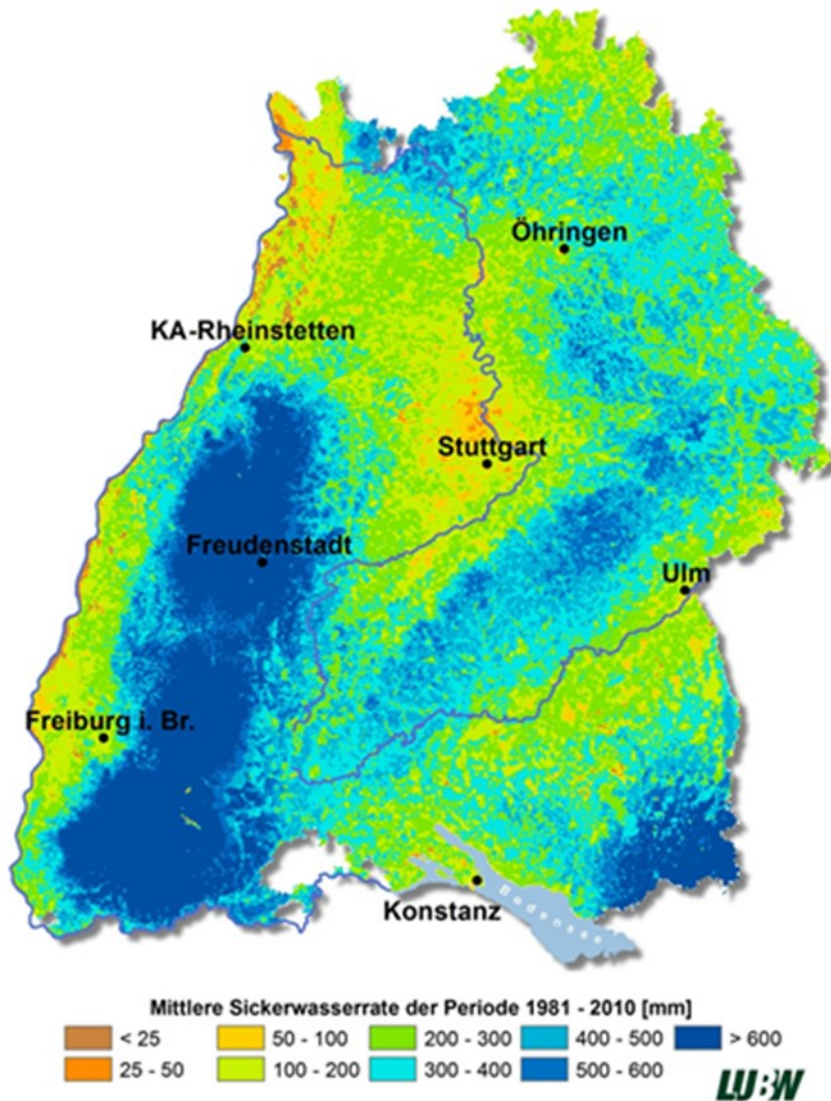 Öhringen
KA-Rheinstetten
Stuttgart
Freudenstadt
Ulm
Freiburg i. Br.
Konstanz
Bodensee
Mittlere Sickerwasserrate der Periode 1981 - 2010 [mm]
< 25 50 - 100 200 - 300 400 - 500 > 600
25 - 50 100 - 200 300 - 400 500 - 600
LUBW